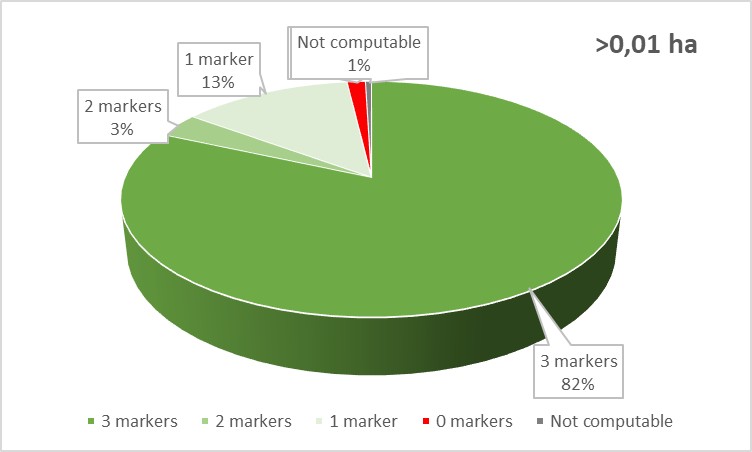 >0,01 ha
Not computable
1%
1 marker
13%
2 markers
3%
3 markers
82%
3 markers
2 markers
1 marker
0 markers
Not computable